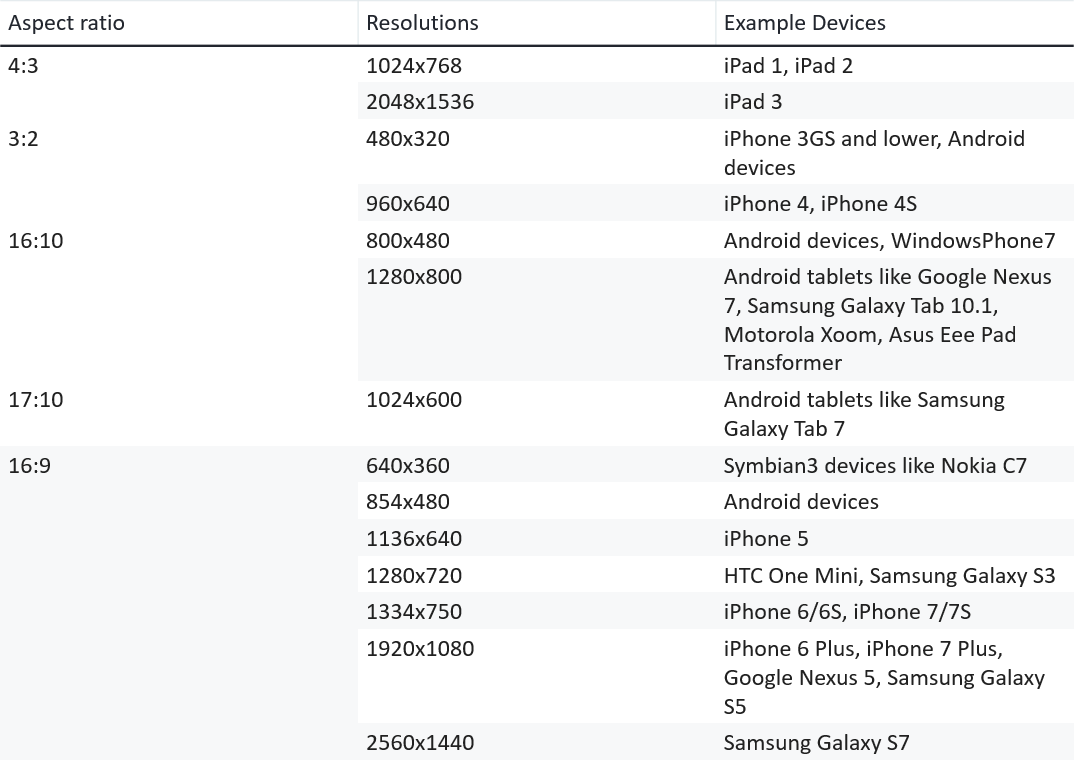 Aspect ratio Resolutions Example Devices
4:3 1024x768 iPad 1, iPad 2
2048x1536 iPad 3
3:2 480x320 iPhone 3GS and lower, Android
devices
960x640 iPhone 4, iPhone 4S
16:10 800x480 Android devices, WindowsPhone7
1280x800 Android tablets like Google Nexus
7, Samsung Galaxy Tab 10.1,
Motorola Xoom, Asus Eee Pad
Transformer
17:10 1024x600 Android tablets like Samsung
Galaxy Tab 7
16:9 640x360 Symbian3 devices like Nokia C7
854x480 Android devices
1136x640 iPhone 5
1280x720 HTC One Mini, Samsung Galaxy S3
1334x750 iPhone 6/6S, iPhone 7/7S
1920x1080 iPhone 6 Plus, iPhone 7 Plus,
Google Nexus 5, Samsung Galaxy
S5
2560x1440 Samsung Galaxy S7